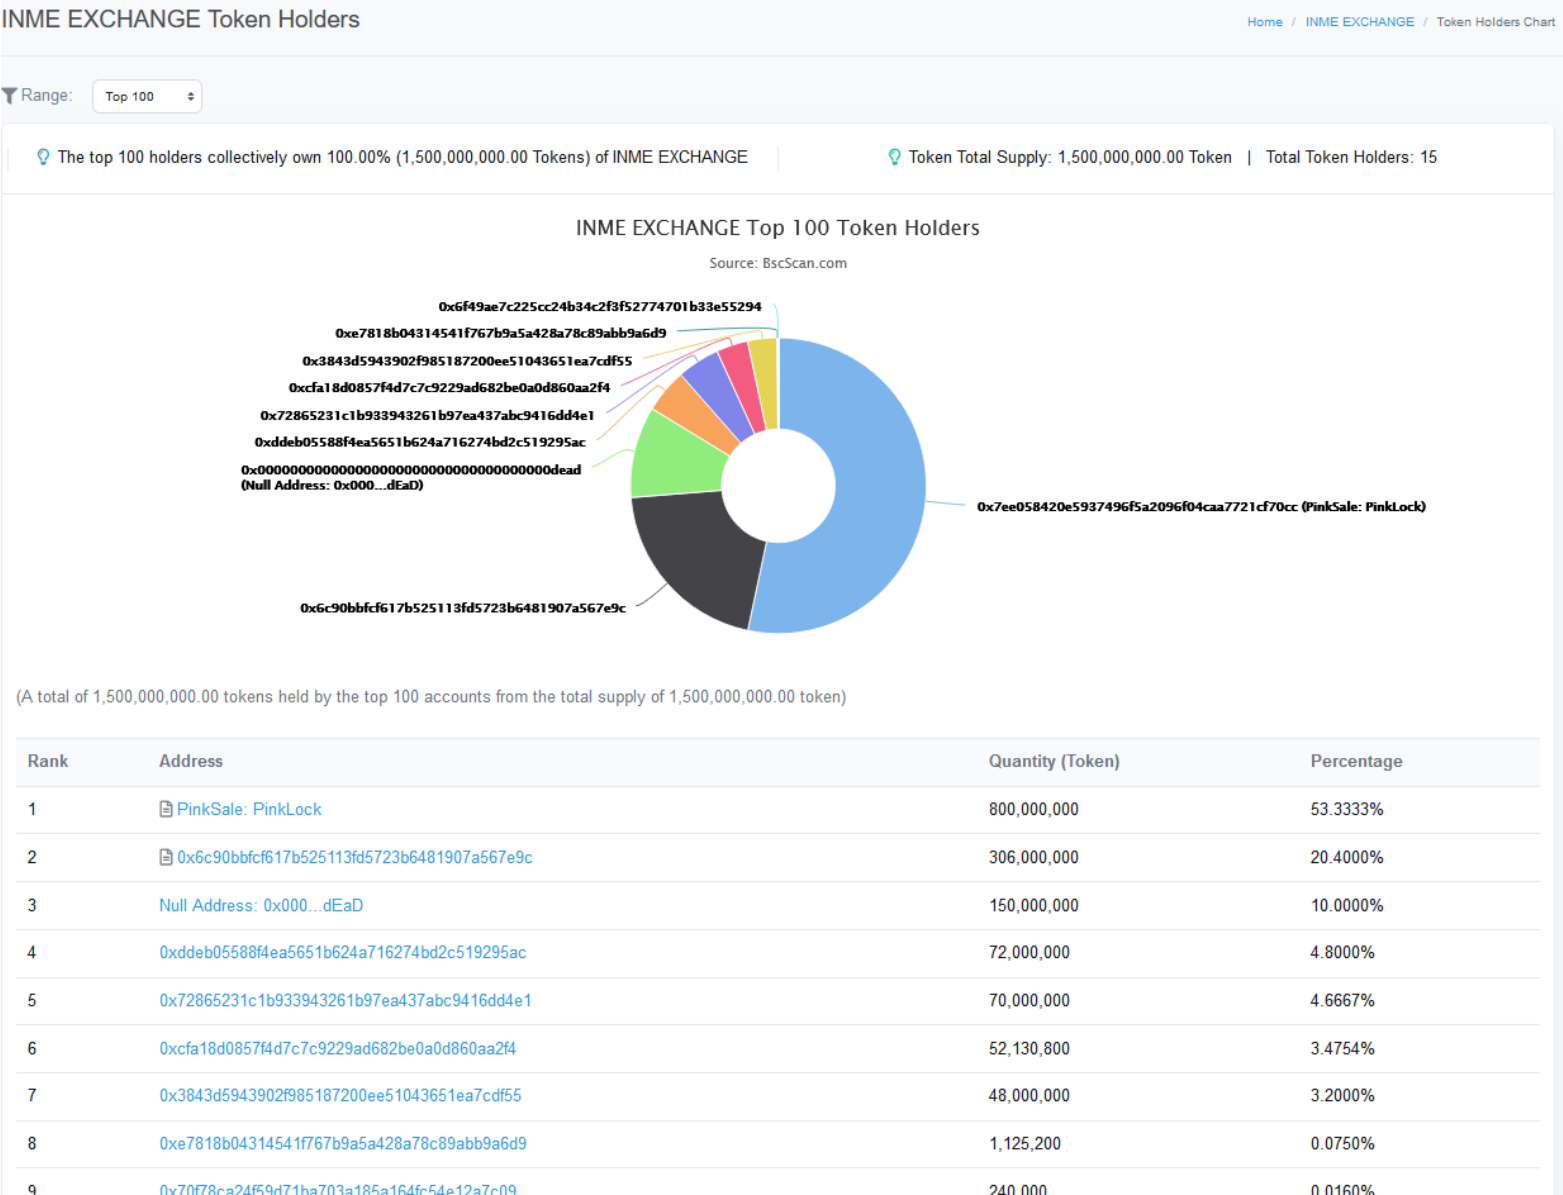 INME EXCHANGE Token Holders
Home / INME EXCHANGE / Token Holders Chart
Range: Top 100
The top 100 holders collectively own 100.00% (1,500,000,000.00 Tokens) of INME EXCHANGE
Token Total Supply: 1,500,000,000.00 Token | Total Token Holders: 15
INME EXCHANGE Top 100 Token Holders
Source: BscScan.com
0x6f49ae7c225cc24b34c2f3f52774701b33e55294
0xe7818b04314541f767b9a5a428a78c89abb9a6d9
0x3843d5943902f985187200ee51043651ea7cdf55
0xcfa18d0857f4d7c7c9229ad682be0a0d860aa2f4
0x72865231c1b933943261b97ea437abc9416dd4e1
0xddeb05588f4ea5651b624a716274bd2c519295ac
0x000000000000000000000000000000000000dead
(Null Address: 0x000...dEaD)
0x7ee058420e5937496f5a2096f04caa7721cf70cc (PinkSale: PinkLock)
0x6c90bbfcf617b525113fd5723b6481907a567e9c
(A total of 1,500,000,000.00 tokens held by the top 100 accounts from the total supply of 1,500,000,000.00 token)
Rank Address Quantity (Token) Percentage
1 PinkSale: PinkLock 800,000,000 53.3333%
2 0x6c90bbfcf617b525113fd5723b6481907a567e9c 306,000,000 20.4000%
3 Null Address: 0x000...dEaD 150,000,000 10.0000%
4 0xddeb05588f4ea5651b624a716274bd2c519295ac 72,000,000 4.8000%
5 0x72865231c1b933943261b97ea437abc9416dd4e1 70,000,000 4.6667%
6 0xcfa18d0857f4d7c7c9229ad682be0a0d860aa2f4 52,130,800 3.4754%
7 0x3843d5943902f985187200ee51043651ea7cdf55 48,000,000 3.2000%
8 0xe7818b04314541f767b9a5a428a78c89abb9a6d9 1,125,200 0.0750%
9 0x70f78ca24f59d71ba703a185a164fc54e12a7c09 240,000 0.0160%